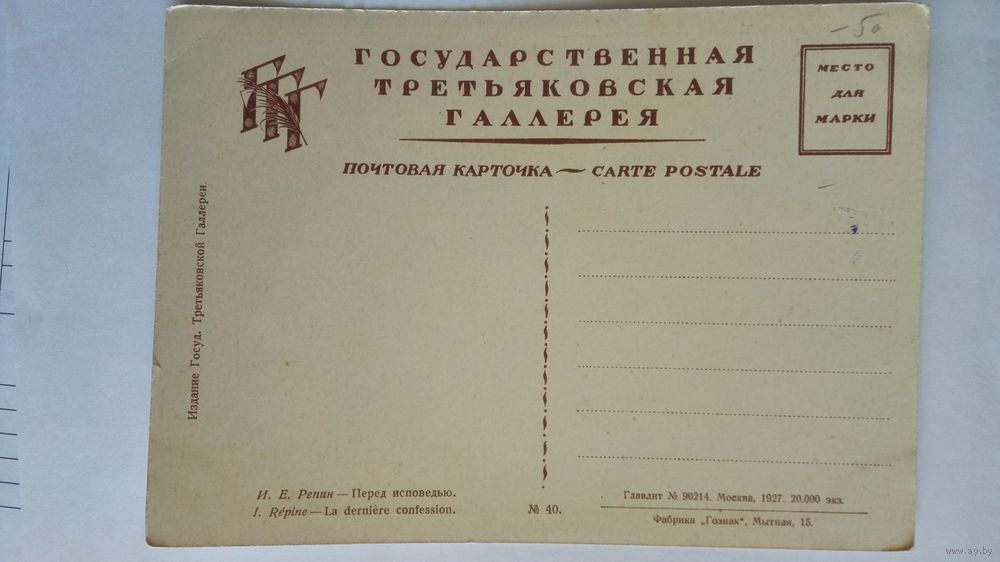 -50
ГГГ
ГОСУДАРСТВЕННАЯ
ТРЕТЬЯКОВСКАЯ
ГАЛЛЕРЕЯ
МЕСТО
ДЛЯ
МАРКИ
ПОЧТОВАЯ КАРТОЧКА — CARTE POSTALE
Издание Госуд. Третьяковской Галлереи
И. Е. Репин — Перед исповедью.
I. Répine — La dernière confession.
№ 40.
Главлит № 90214. Москва, 1927. 20.000 экз.
Фабрика „Гознак“, Мытная, 15.
www.ay.by